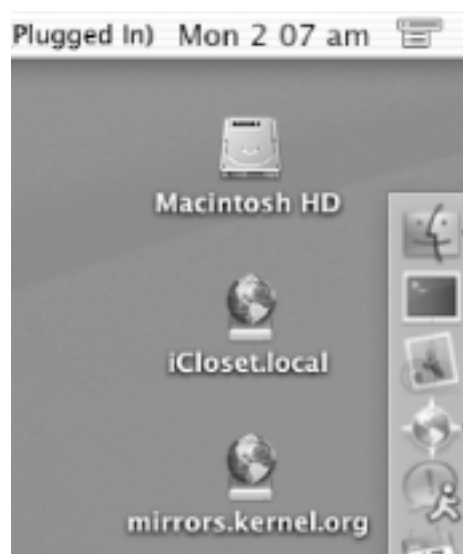 Plugged In) Mon 2 07 am
Macintosh HD
iCloset.local
mirrors.kernel.org